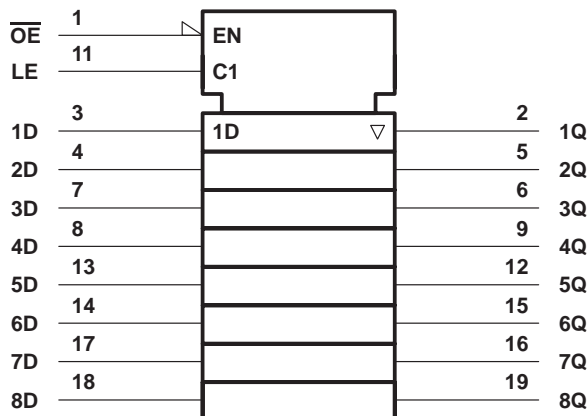 OE 1 EN
LE 11 C1
1D 3 1D ▽ 2 1Q
2D 4 5 2Q
3D 7 6 3Q
4D 8 9 4Q
5D 13 12 5Q
6D 14 15 6Q
7D 17 16 7Q
8D 18 19 8Q